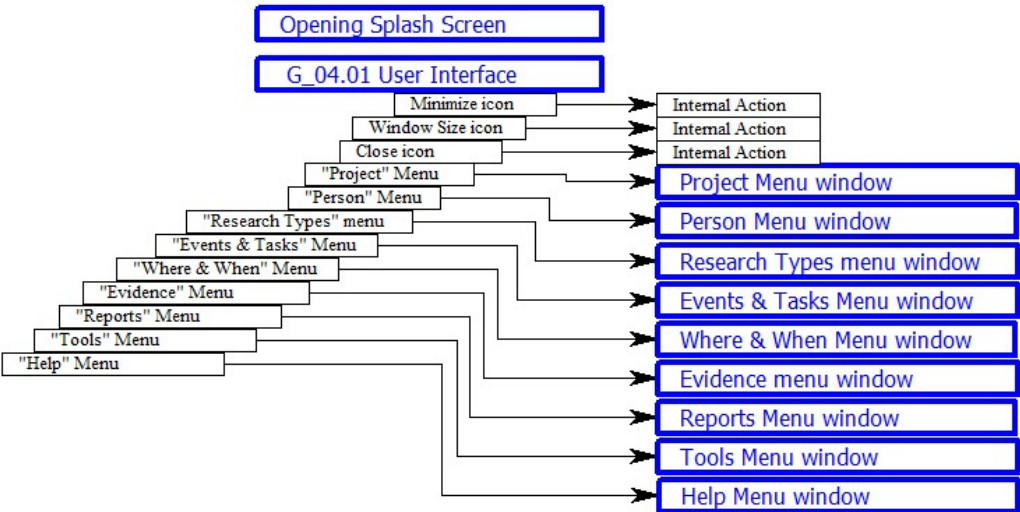 Opening Splash Screen
G_04.01 User Interface
Minimize icon
Internal Action
Window Size icon
Internal Action
Close icon
Internal Action
"Project" Menu
Project Menu window
"Person" Menu
Person Menu window
"Research Types" menu
Research Types menu window
"Events & Tasks" Menu
Events & Tasks Menu window
"Where & When" Menu
Where & When Menu window
"Evidence" Menu
Evidence menu window
"Reports" Menu
Reports Menu window
"Tools" Menu
Tools Menu window
"Help" Menu
Help Menu window